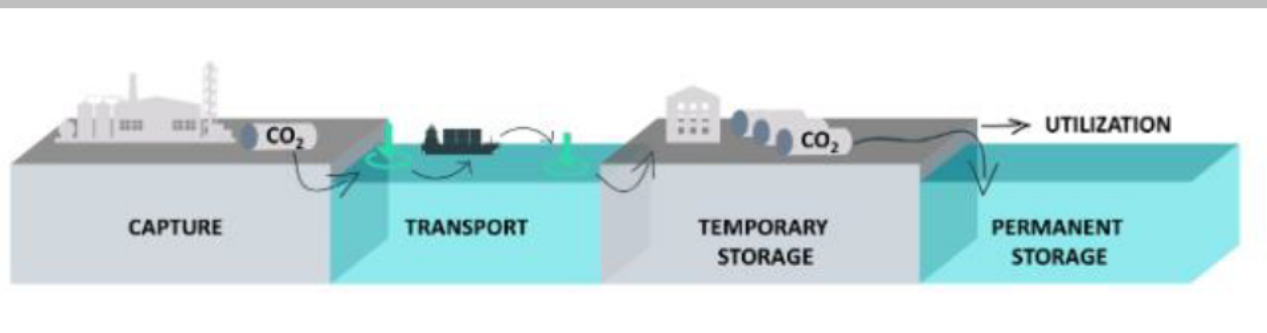 CO₂
CO₂
UTILIZATION
CAPTURE
TRANSPORT
TEMPORARY
STORAGE
PERMANENT
STORAGE